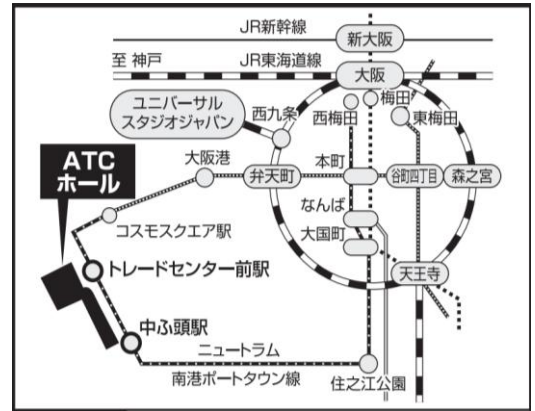 JR新幹線
新大阪
至 神戸
JR東海道線
大阪
ユニバーサル
スタジオジャパン
西九条
西梅田
梅田
東梅田
ATC
ホール
大阪港
弁天町
本町
谷町四丁目
森之宮
コスモスクエア駅
なんば
大国町
トレードセンター前駅
天王寺
中ふ頭駅
ニュートラム
南港ポートタウン線
住之江公園